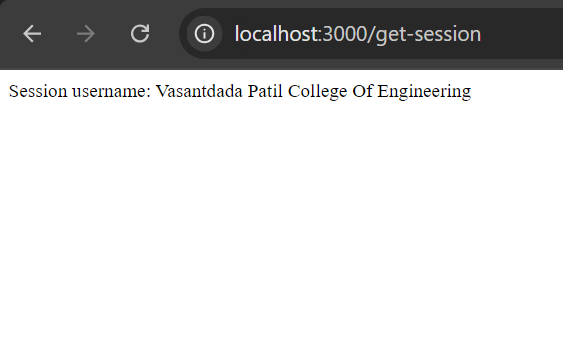 localhost:3000/get-session
Session username: Vasantdada Patil College Of Engineering